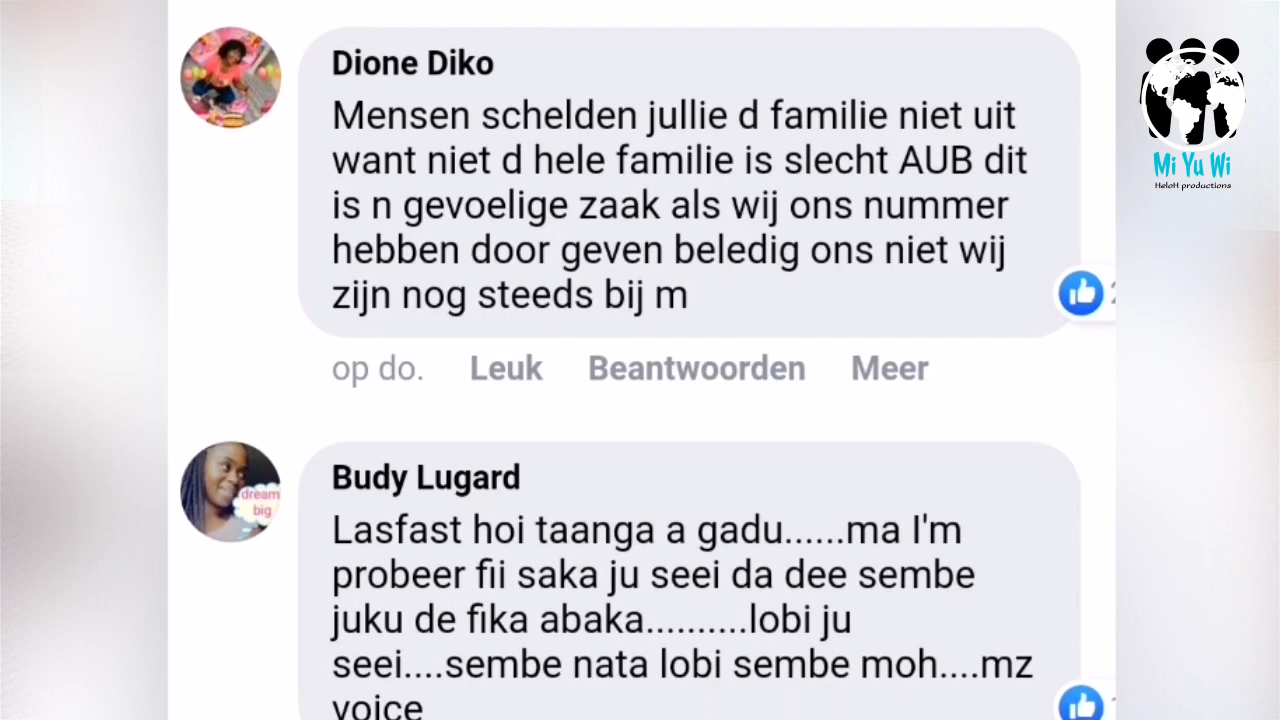 Dione Diko
Mensen schelden jullie d familie niet uit
want niet d hele familie is slecht AUB dit
is n gevoelige zaak als wij ons nummer
hebben door geven beledig ons niet wij
zijn nog steeds bij m
op do. Leuk Beantwoorden Meer
Budy Lugard
Lasfast hoi taanga a gadu......ma I'm
probeer fii saka ju seei da dee sembe
juku de fika abaka..........lobi ju
seei....sembe nata lobi sembe moh....mz
voice
dream
big
Mi Yu Wi
HeloH productions